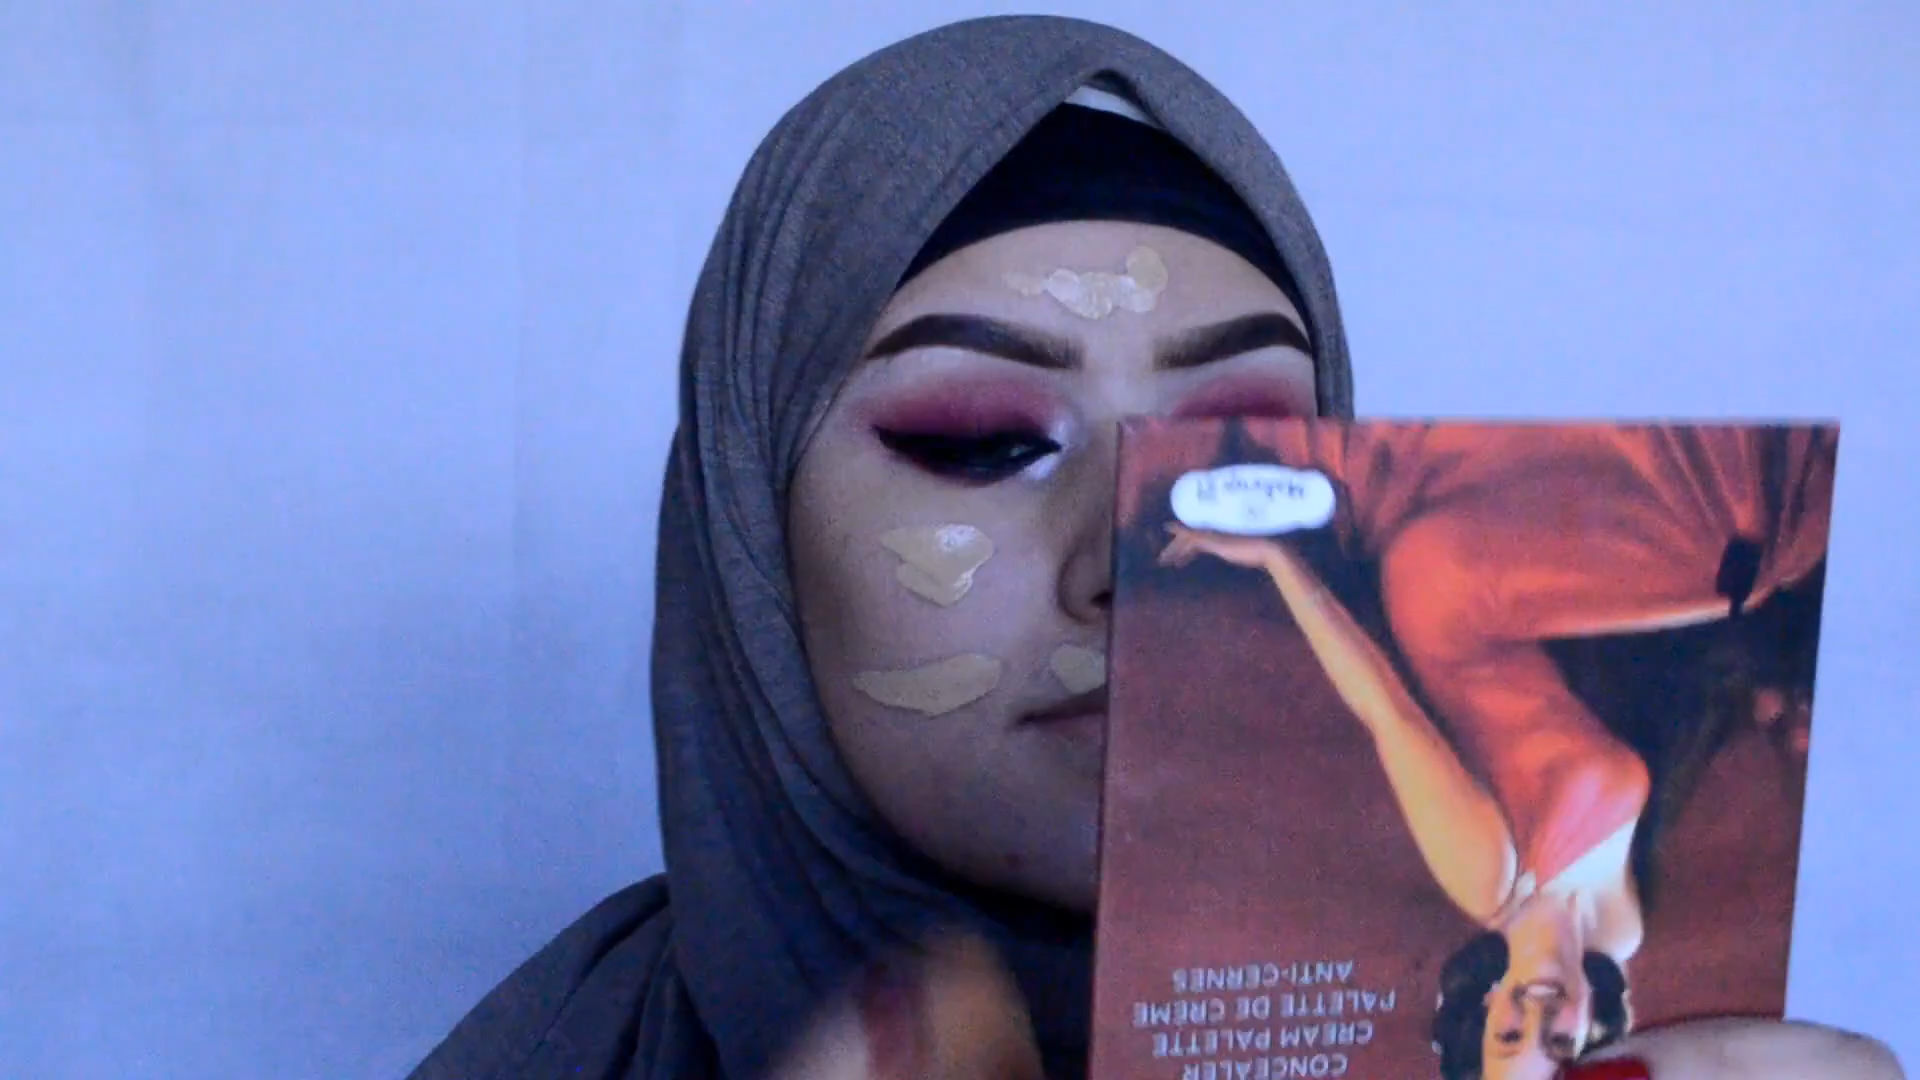 CONCEALER
CREAM PALETTE
PALETTE DE CREME
ANTI-CERNES